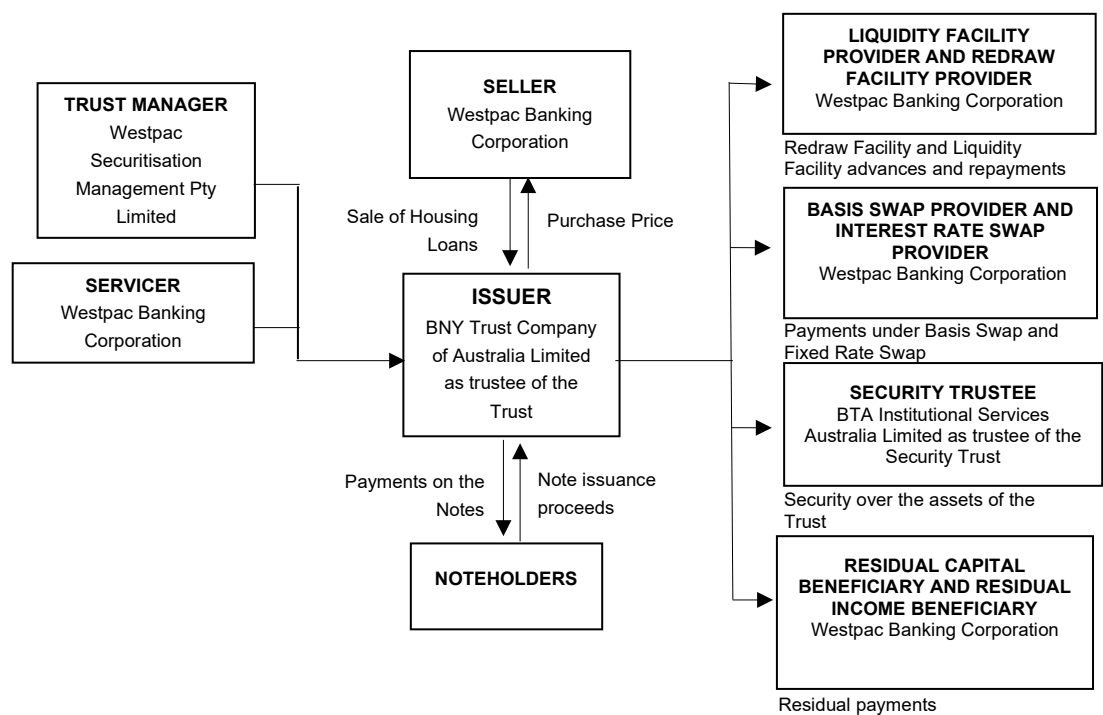 TRUST MANAGER
Westpac
Securitisation
Management Pty
Limited
SERVICER
Westpac Banking
Corporation
SELLER
Westpac Banking
Corporation
Sale of Housing
Loans
Purchase Price
ISSUER
BNY Trust Company
of Australia Limited
as trustee of the
Trust
Payments on the
Notes
Note issuance
proceeds
NOTEHOLDERS
LIQUIDITY FACILITY
PROVIDER AND REDRAW
FACILITY PROVIDER
Westpac Banking Corporation
Redraw Facility and Liquidity
Facility advances and repayments
BASIS SWAP PROVIDER AND
INTEREST RATE SWAP
PROVIDER
Westpac Banking Corporation
Payments under Basis Swap and
Fixed Rate Swap
SECURITY TRUSTEE
BTA Institutional Services
Australia Limited as trustee of the
Security Trust
Security over the assets of the
Trust
RESIDUAL CAPITAL
BENEFICIARY AND RESIDUAL
INCOME BENEFICIARY
Westpac Banking Corporation
Residual payments